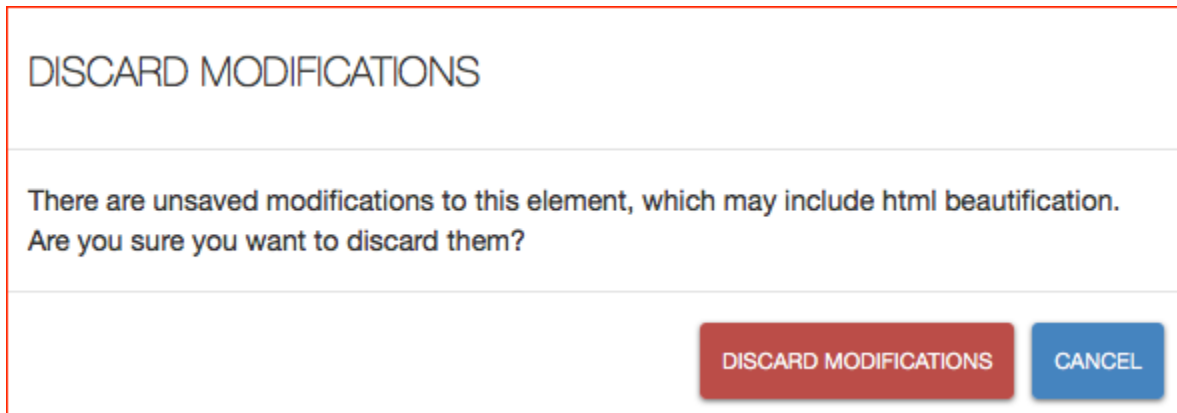 DISCARD MODIFICATIONS
There are unsaved modifications to this element, which may include html beautification.
Are you sure you want to discard them?
DISCARD MODIFICATIONS
CANCEL